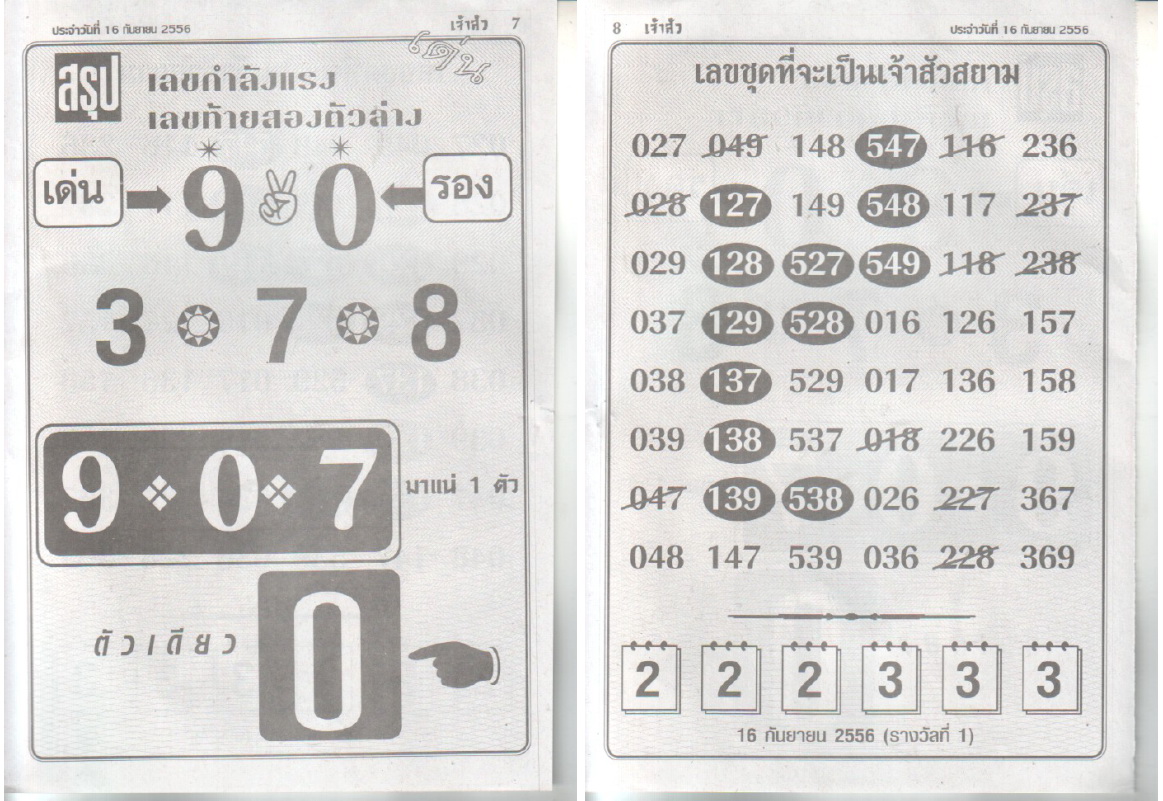 ประจำวันที่ 16 กันยายน 2556
เจ้าสัว 7
เด่น
สรุป
เลขกำลังแรง
เลขท้ายสองตัวล่าง
เด่น 9 0 รอง
3 7 8
9 0 7 มาแน่ 1 ตัว
ตัวเดียว 0
8 เจ้าสัว
ประจำวันที่ 16 กันยายน 2556
เลขชุดที่จะเป็นเจ้าสัวสยาม
027 049 148 547 116 236
028 127 149 548 117 237
029 128 527 549 118 238
037 129 528 016 126 157
038 137 529 017 136 158
039 138 537 018 226 159
047 139 538 026 227 367
048 147 539 036 228 369
2 2 2 3 3 3
16 กันยายน 2556 (รางวัลที่ 1)